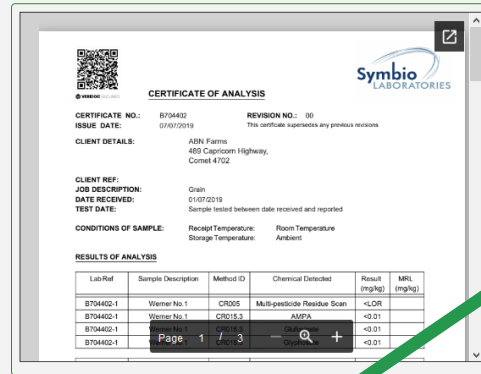 Symbio
LABORATORIES
CERTIFICATE OF ANALYSIS
CERTIFICATE NO.: B704402 REVISION NO.: 00
ISSUE DATE: 07/07/2019 This certificate supersedes any previous revisions
CLIENT DETAILS: ABN Farms
489 Capricorn Highway,
Comet 4702
CLIENT REF:
JOB DESCRIPTION: Grain
DATE RECEIVED: 01/07/2019
TEST DATE: Sample tested between date received and reported
CONDITIONS OF SAMPLE: Receipt Temperature: Room Temperature
Storage Temperature: Ambient
RESULTS OF ANALYSIS
Lab Ref Sample Description Method ID Chemical Detected Result (mg/kg) MRL (mg/kg)
B704402-1 Werner No.1 CR005 Multi-pesticide Residue Scan <LOR
B704402-1 Werner No.1 CR015.3 AMPA <0.01
B704402-1 <0.01
B704402-1 <0.01
Page 1 / 3